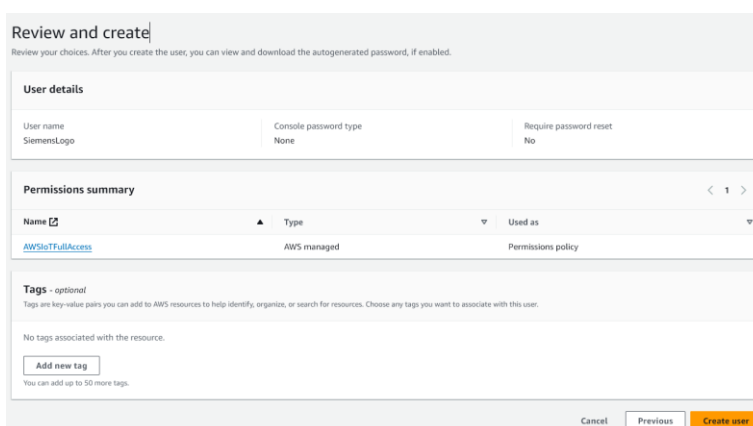 Review and create
Review your choices. After you create the user, you can view and download the autogenerated password, if enabled.
User details
User name Console password type Require password reset
SiemensLogo None No
Permissions summary 1
Name Type Used as
AWSIoTFullAccess AWS managed Permissions policy
Tags - optional
Tags are key-value pairs you can add to AWS resources to help identify, organize, or search for resources. Choose any tags you want to associate with this user.
No tags associated with the resource.
Add new tag
You can add up to 50 more tags.
Cancel Previous Create user